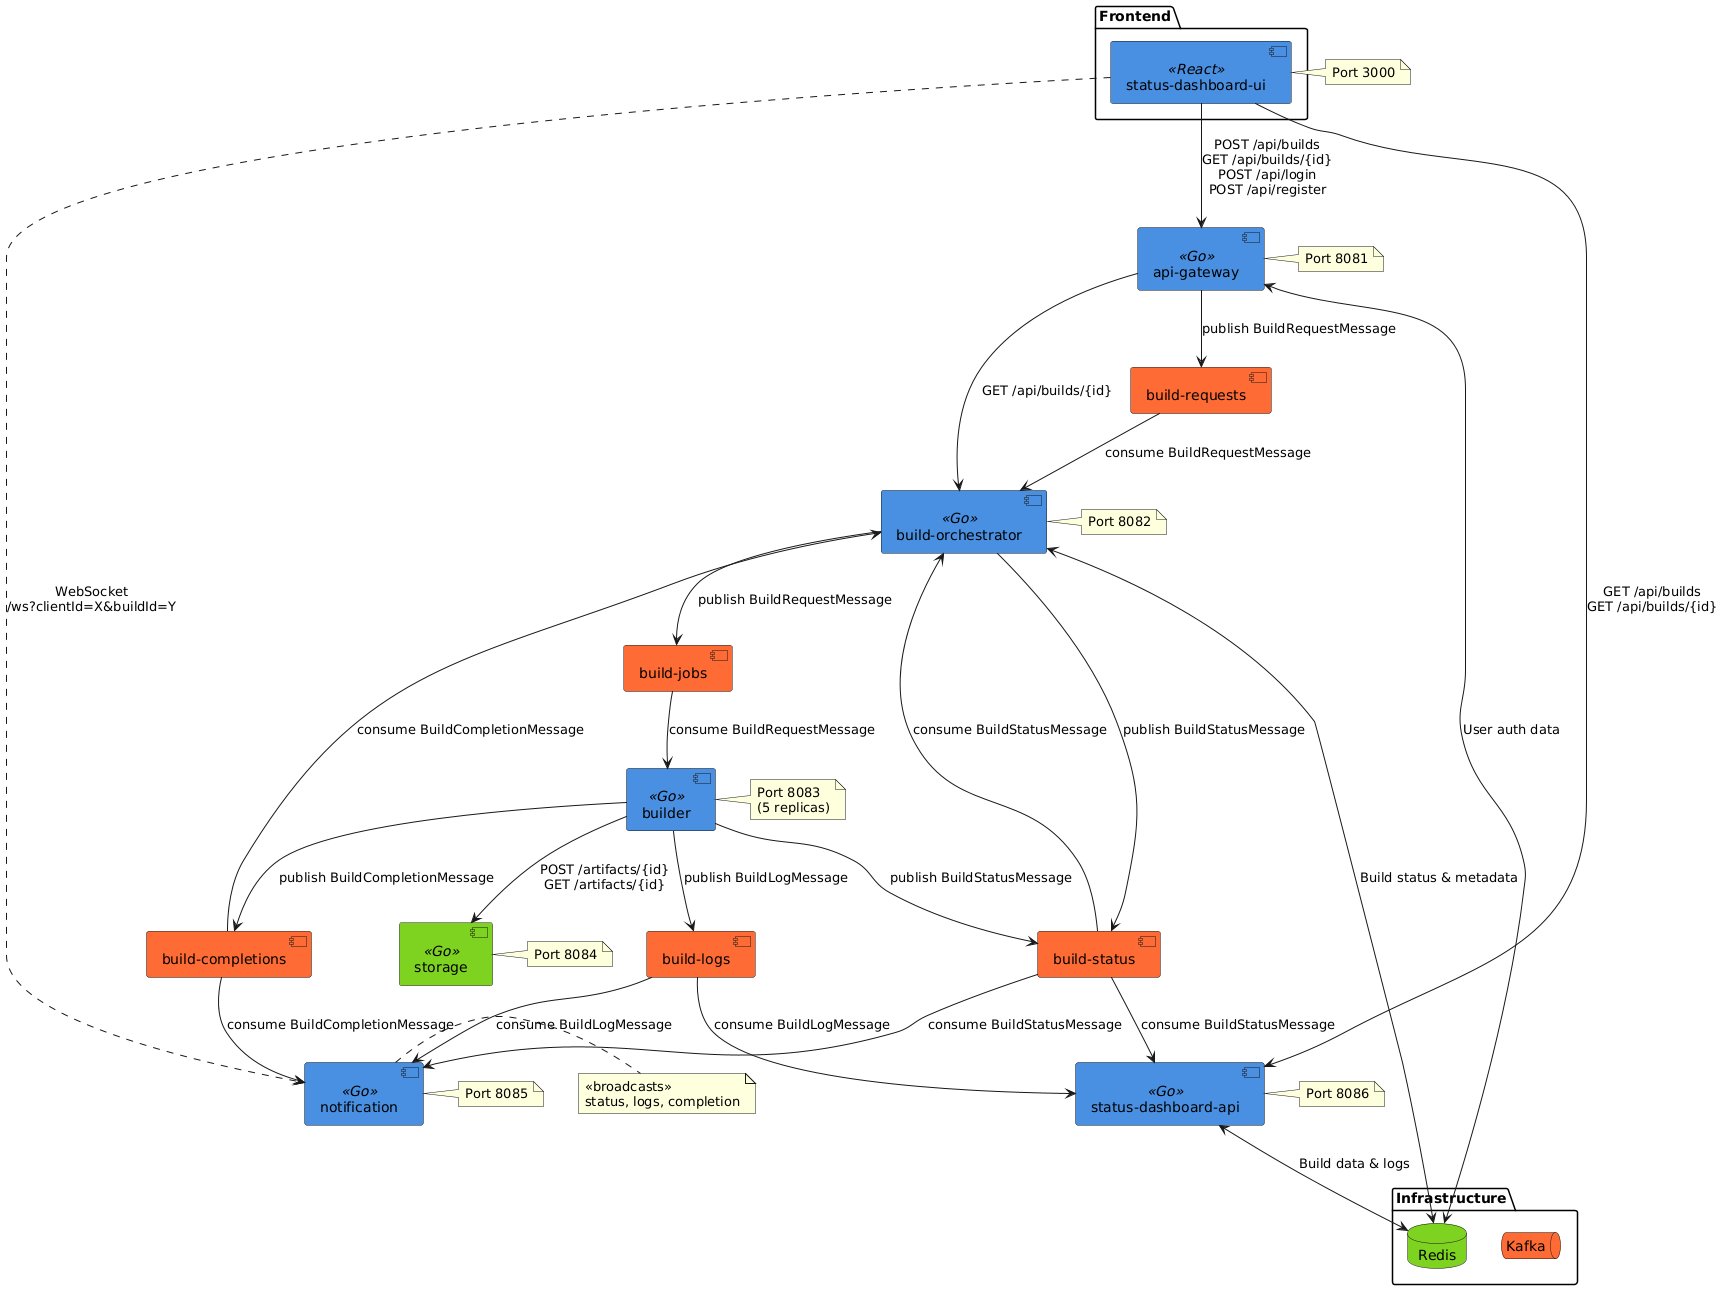 Frontend
«React»
status-dashboard-ui
Port 3000
POST /api/builds
GET /api/builds/{id}
POST /api/login
POST /api/register
«Go»
api-gateway
Port 8081
publish BuildRequestMessage
GET /api/builds/{id}
build-requests
consume BuildRequestMessage
«Go»
build-orchestrator
Port 8082
WebSocket
/ws?clientId=X&buildId=Y
publish BuildRequestMessage
GET /api/builds
GET /api/builds/{id}
build-jobs
consume BuildCompletionMessage
consume BuildRequestMessage
consume BuildStatusMessage
publish BuildStatusMessage
User auth data
«Go»
builder
Port 8083
(5 replicas)
publish BuildCompletionMessage
POST /artifacts/{id}
GET /artifacts/{id}
publish BuildLogMessage
publish BuildStatusMessage
Build status & metadata
build-completions
«Go»
storage
Port 8084
build-logs
build-status
consume BuildCompletionMessage
consume BuildLogMessage
consume BuildLogMessage
consume BuildStatusMessage
consume BuildStatusMessage
«Go»
notification
Port 8085
«broadcasts»
status, logs, completion
«Go»
status-dashboard-api
Port 8086
Build data & logs
Infrastructure
Redis
Kafka